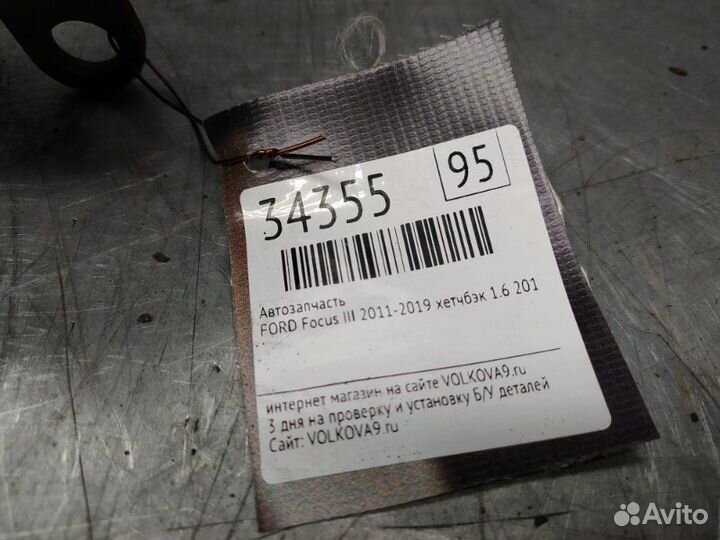 34355
95
Автозапчасть
FORD Focus III 2011-2019 хетчбэк 1.6 201
интернет магазин на сайте VOLKOVA9.ru
3 дня на проверку и установку Б/У деталей
Сайт: VOLKOVA9.ru
Avito